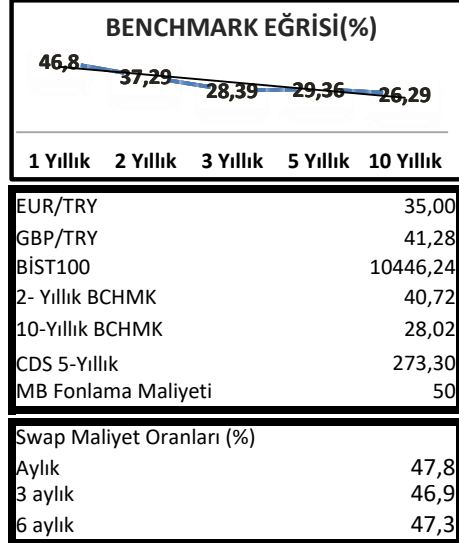 BENCHMARK EĞRİSİ(%)
46,8 37,29 28,39 29,36 26,29
1 Yıllık 2 Yıllık 3 Yıllık 5 Yıllık 10 Yıllık
EUR/TRY 35,00
GBP/TRY 41,28
BİST100 10446,24
2- Yıllık BCHMK 40,72
10-Yıllık BCHMK 28,02
CDS 5-Yıllık 273,30
MB Fonlama Maliyeti 50
Swap Maliyet Oranları (%)
Aylık 47,8
3 aylık 46,9
6 aylık 47,3